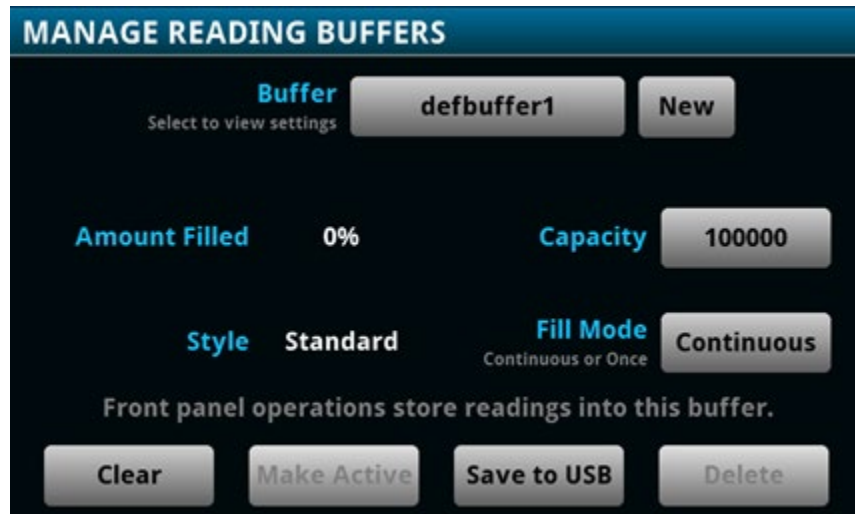 MANAGE READING BUFFERS
Buffer
Select to view settings
defbuffer1
New
Amount Filled
0%
Capacity
100000
Style
Standard
Fill Mode
Continuous or Once
Continuous
Front panel operations store readings into this buffer.
Clear
Make Active
Save to USB
Delete